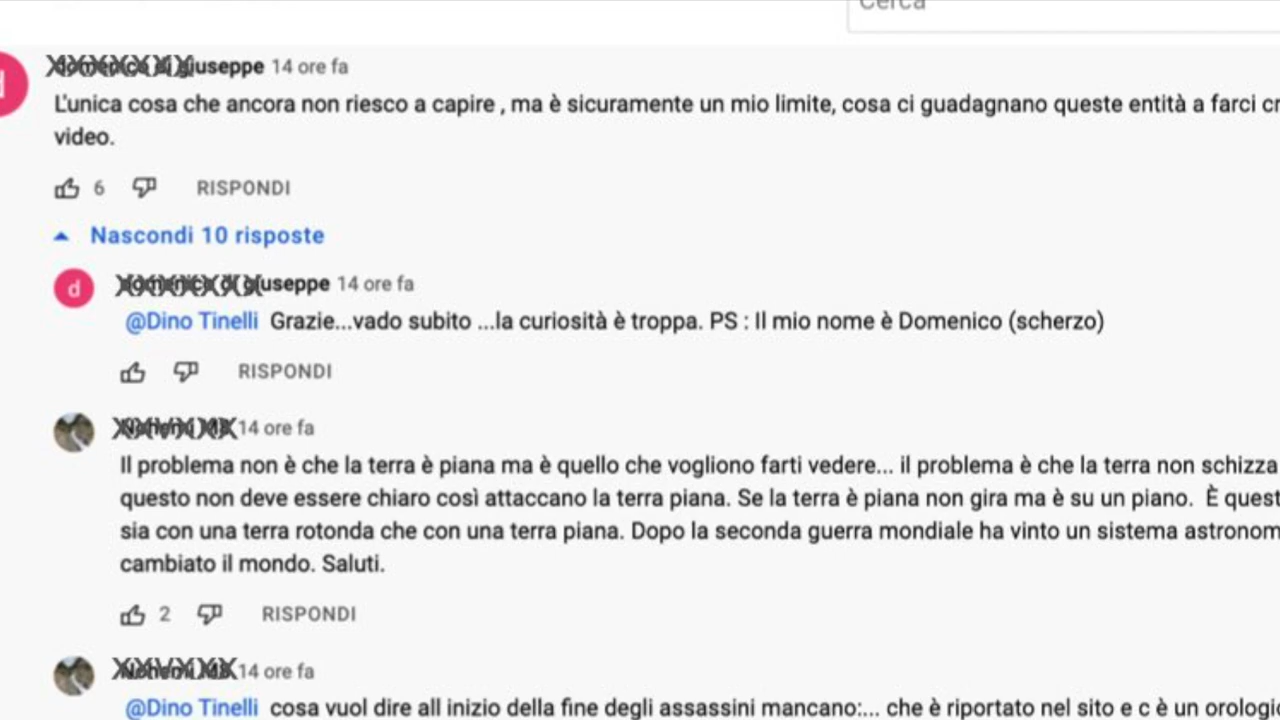 Cerca
giuseppe 14 ore fa
L'unica cosa che ancora non riesco a capire , ma è sicuramente un mio limite, cosa ci guadagnano queste entità a farci cr
video.
6 RISPONDI
Nascondi 10 risposte
d
giuseppe 14 ore fa
@Dino Tinelli Grazie...vado subito ...la curiosità è troppa. PS : Il mio nome è Domenico (scherzo)
RISPONDI
14 ore fa
Il problema non è che la terra è piana ma è quello che vogliono farti vedere... il problema è che la terra non schizza
questo non deve essere chiaro così attaccano la terra piana. Se la terra è piana non gira ma è su un piano. È quest
sia con una terra rotonda che con una terra piana. Dopo la seconda guerra mondiale ha vinto un sistema astronom
cambiato il mondo. Saluti.
2 RISPONDI
14 ore fa
@Dino Tinelli cosa vuol dire all inizio della fine degli assassini mancano:... che è riportato nel sito e c è un orologio